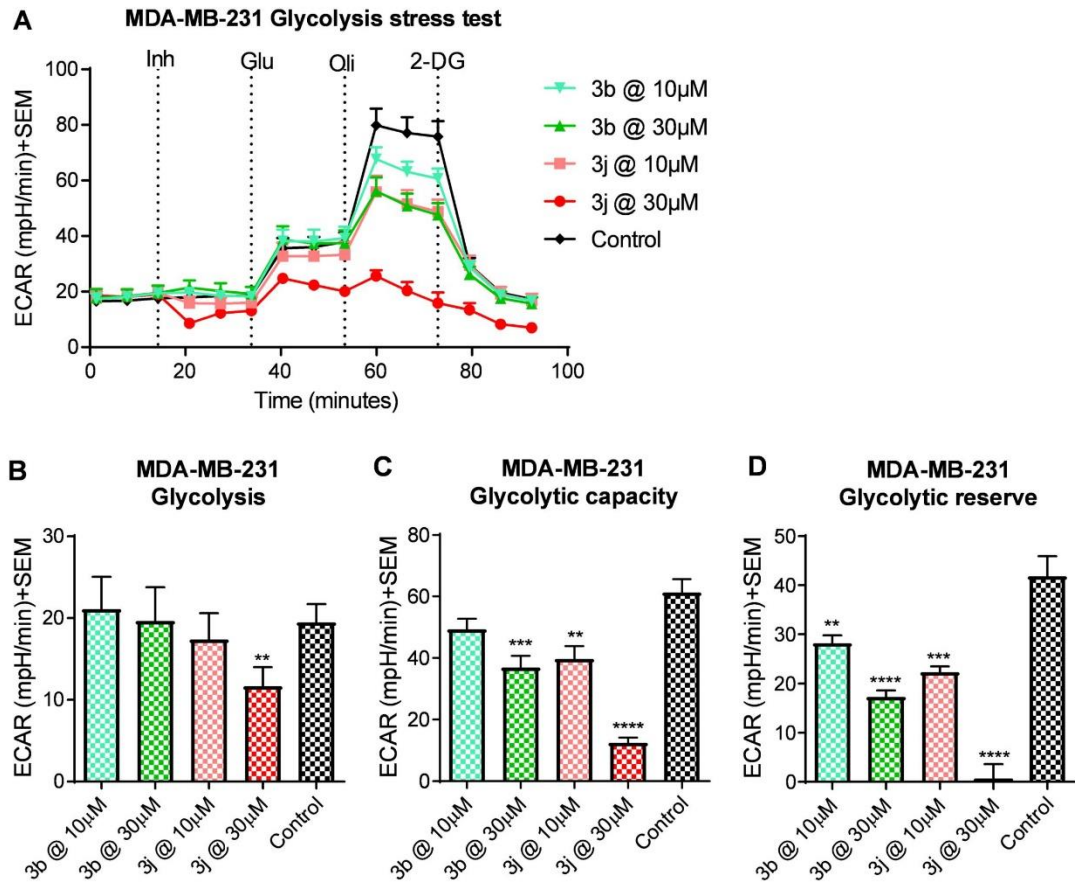 A
MDA-MB-231 Glycolysis stress test
Inh
Glu
Oli
2-DG
100
80
60
40
20
0
ECAR (mpH/min)+SEM
0
20
40
60
80
100
Time (minutes)
3b @ 10µM
3b @ 30µM
3j @ 10µM
3j @ 30µM
Control
B
MDA-MB-231
Glycolysis
30
20
10
0
ECAR (mpH/min)+SEM
**
3b @ 10µM
3b @ 30µM
3j @ 10µM
3j @ 30µM
Control
C
MDA-MB-231
Glycolytic capacity
80
60
40
20
0
ECAR (mpH/min)+SEM
***
**
****
3b @ 10µM
3b @ 30µM
3j @ 10µM
3j @ 30µM
Control
D
MDA-MB-231
Glycolytic reserve
50
40
30
20
10
0
ECAR (mpH/min)+SEM
**
****
***
****
3b @ 10µM
3b @ 30µM
3j @ 10µM
3j @ 30µM
Control